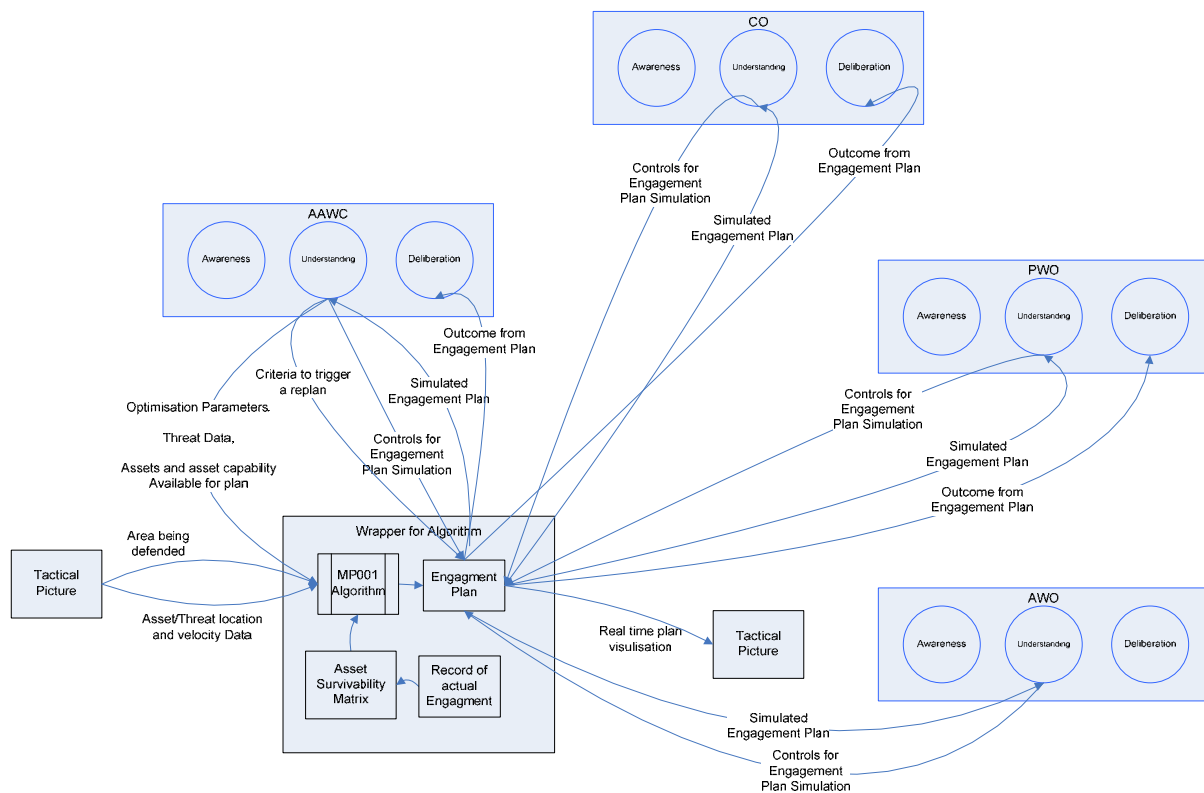 CO
Awareness
Understanding
Deliberation
Controls for
Engagement
Plan Simulation
Outcome from
Engagement Plan
Simulated
Engagement Plan
AAWC
Awareness
Understanding
Deliberation
Outcome from
Engagement Plan
Criteria to trigger
a replan
Simulated
Engagement Plan
Optimisation Parameters.
Threat Data,
Assets and asset capability
Available for plan
Controls for
Engagement
Plan Simulation
PWO
Awareness
Understanding
Deliberation
Controls for
Engagement
Plan Simulation
Simulated
Engagement Plan
Outcome from
Engagement Plan
Tactical
Picture
Area being
defended
Asset/Threat location
and velocity Data
Wrapper for Algorithm
MP001
Algorithm
Engagment
Plan
Asset
Survivability
Matrix
Record of
actual
Engagment
Real time plan
visulisation
Tactical
Picture
AWO
Awareness
Understanding
Deliberation
Simulated
Engagement Plan
Controls for
Engagement
Plan Simulation